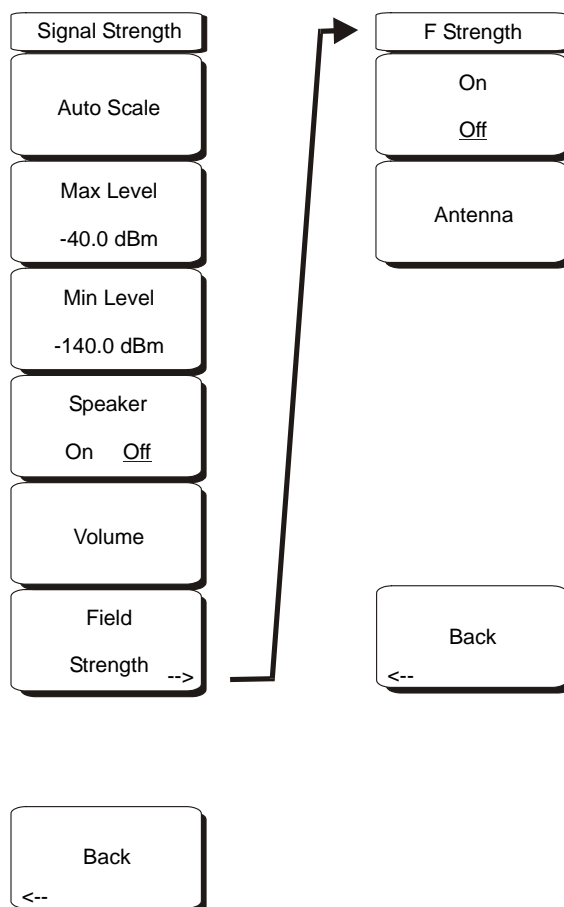 Signal Strength
Auto Scale
Max Level
-40.0 dBm
Min Level
-140.0 dBm
Speaker
On Off
Volume
Field
Strength -->
Back
<--
F Strength
On
Off
Antenna
Back
<--